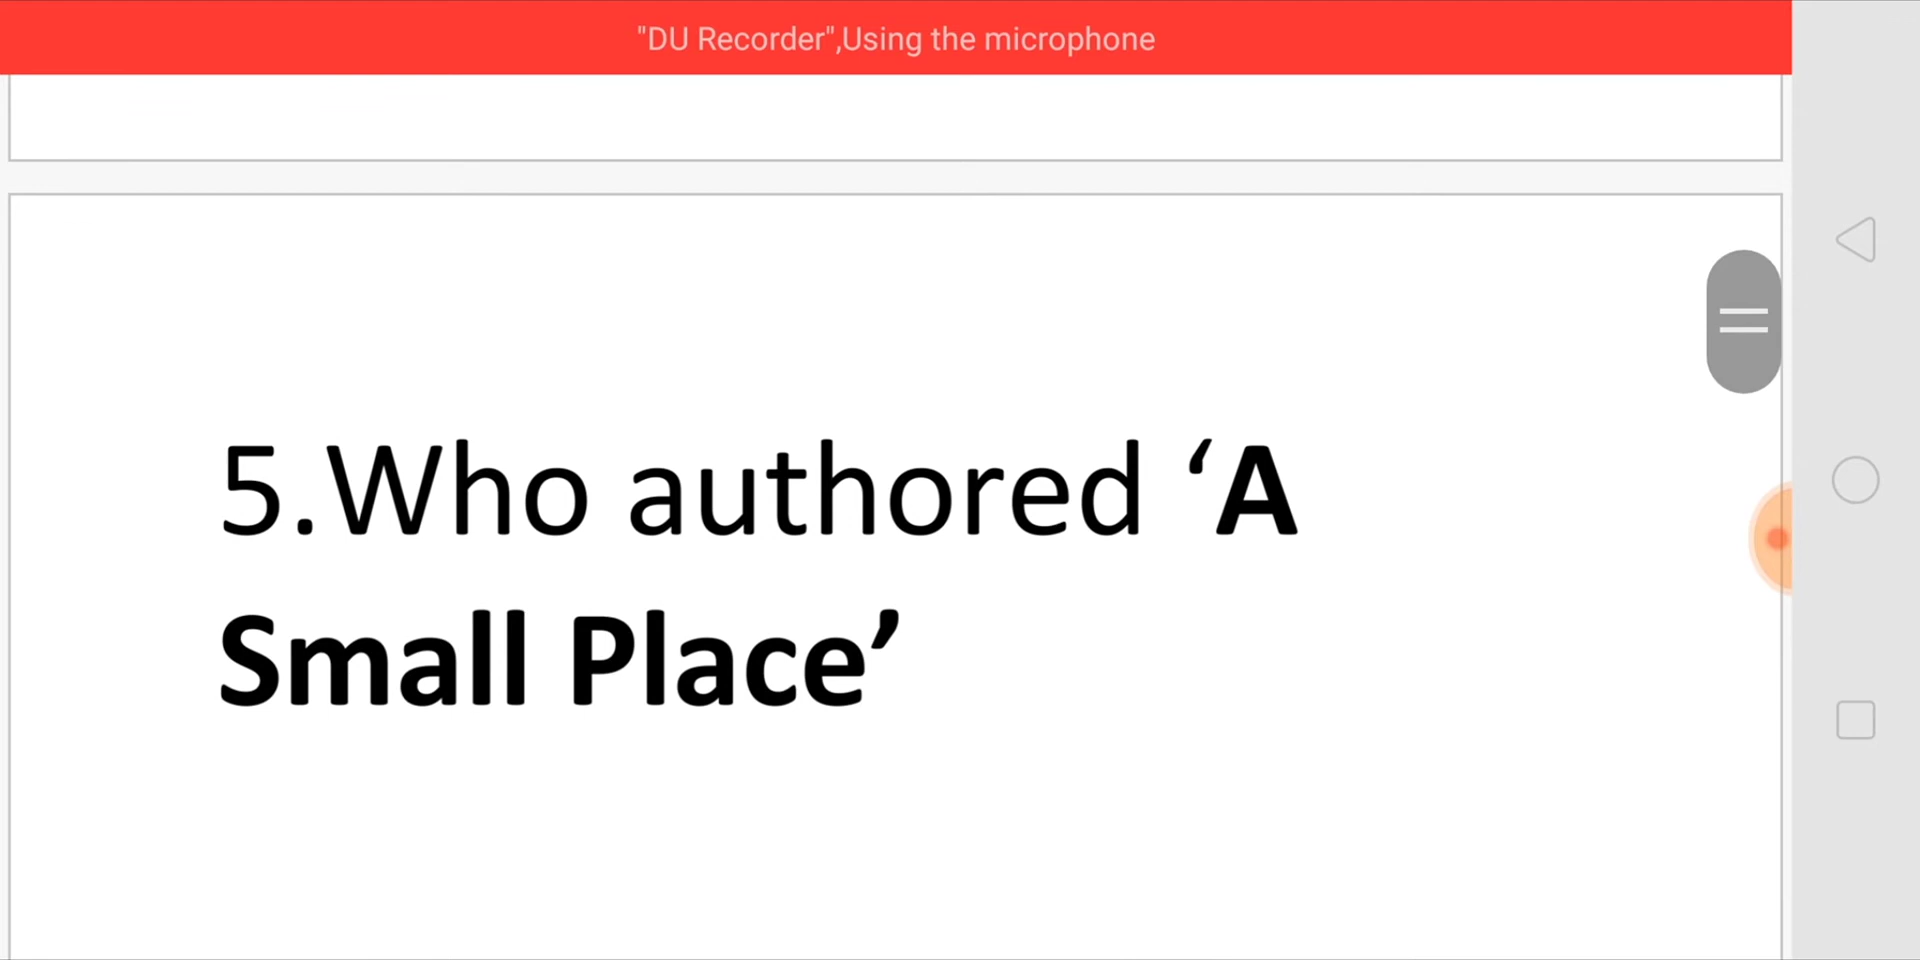 "DU Recorder",Using the microphone
5.Who authored ‘A
Small Place’